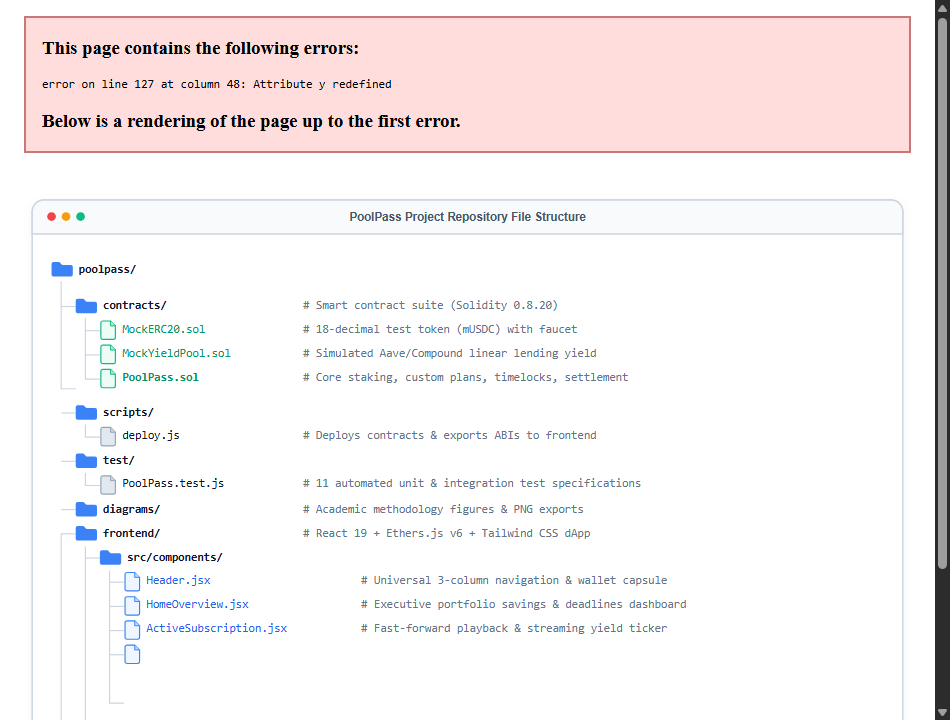 This page contains the following errors:
error on line 127 at column 48: Attribute y redefined
Below is a rendering of the page up to the first error.
PoolPass Project Repository File Structure
poolpass/
contracts/ # Smart contract suite (Solidity 0.8.20)
MockERC20.sol # 18-decimal test token (mUSDC) with faucet
MockYieldPool.sol # Simulated Aave/Compound linear lending yield
PoolPass.sol # Core staking, custom plans, timelocks, settlement
scripts/
deploy.js # Deploys contracts & exports ABIs to frontend
test/
PoolPass.test.js # 11 automated unit & integration test specifications
diagrams/ # Academic methodology figures & PNG exports
frontend/ # React 19 + Ethers.js v6 + Tailwind CSS dApp
src/components/
Header.jsx # Universal 3-column navigation & wallet capsule
HomeOverview.jsx # Executive portfolio savings & deadlines dashboard
ActiveSubscription.jsx # Fast-forward playback & streaming yield ticker